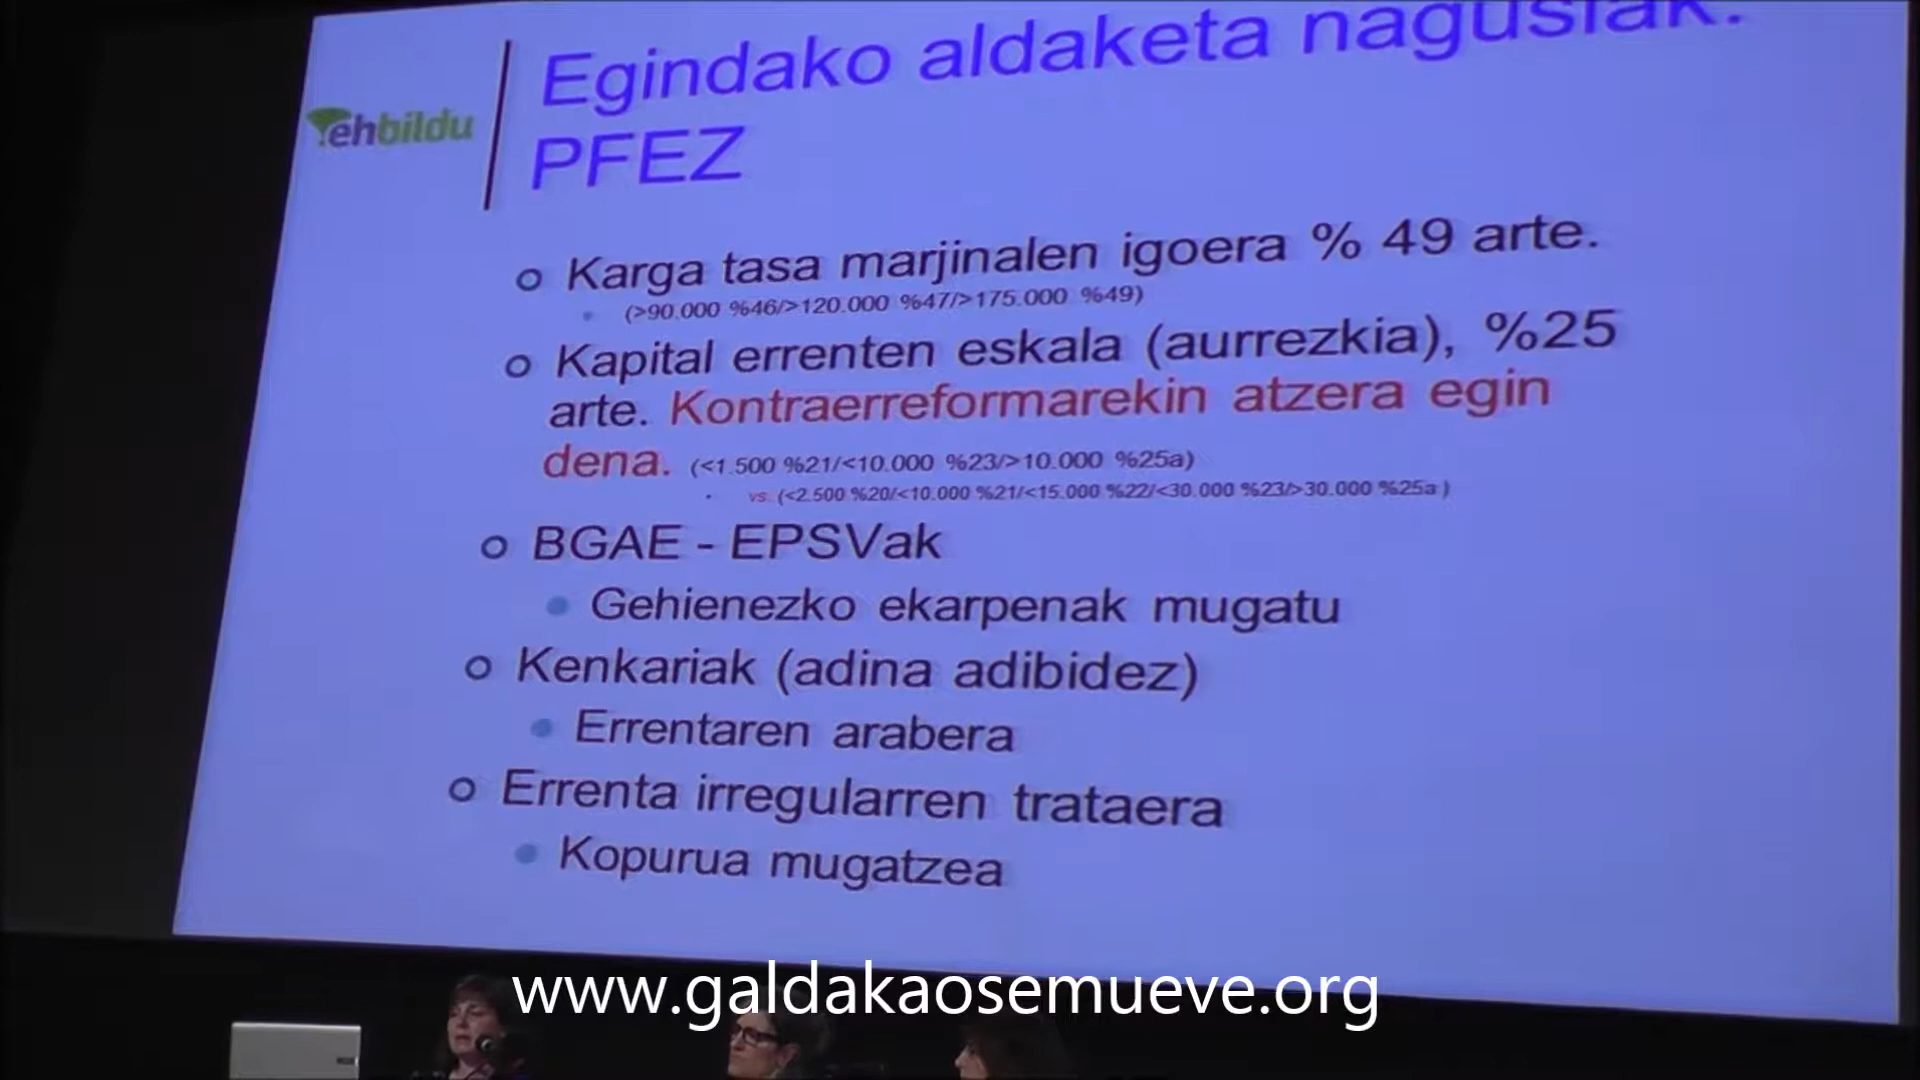 ehbildu
Egindako aldaketa nagusiak:
PFEZ
Karga tasa marjinalen igoera % 49 arte.
(>90.000 %46/>120.000 %47/>175.000 %49)
Kapital errenten eskala (aurrezkia), %25
arte. Kontraerreformarekin atzera egin
dena. (<1.500 %21/<10.000 %23/>10.000 %25a)
vs. (<2.500 %20/<10.000 %21/<15.000 %22/<30.000 %23/>30.000 %25a )
BGAE - EPSVak
Gehienezko ekarpenak mugatu
Kenkariak (adina adibidez)
Errentaren arabera
Errenta irregularren trataera
Kopurua mugatzea
www.galdakaosemueve.org